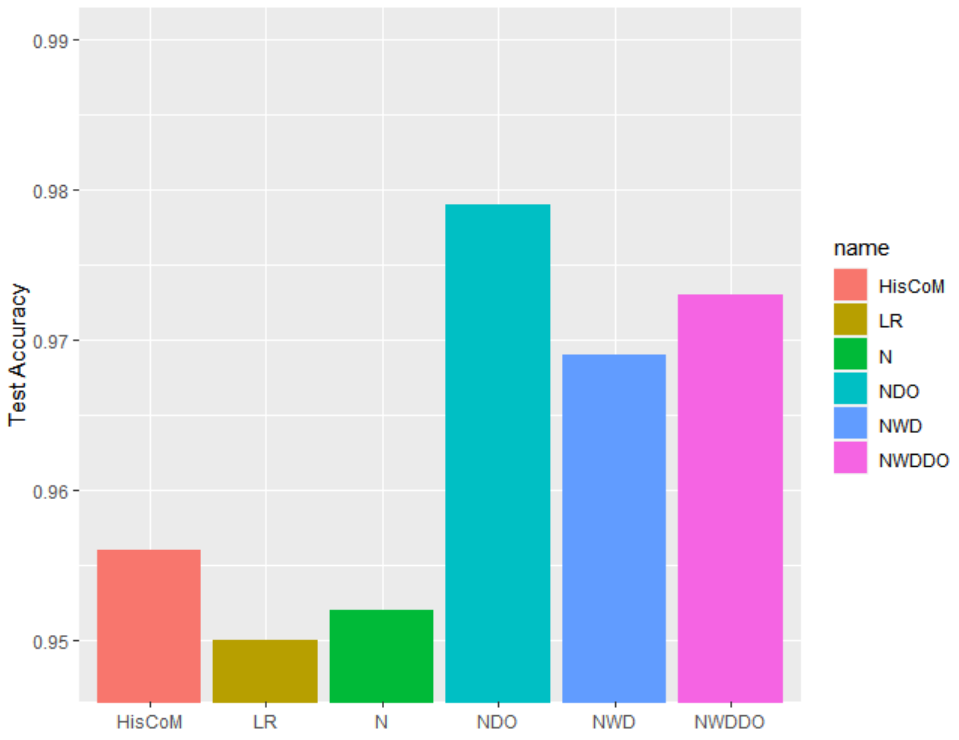 0.99
0.98
0.97
0.96
0.95
Test Accuracy
HisCoM LR N NDO NWD NWDDO
name
HisCoM
LR
N
NDO
NWD
NWDDO